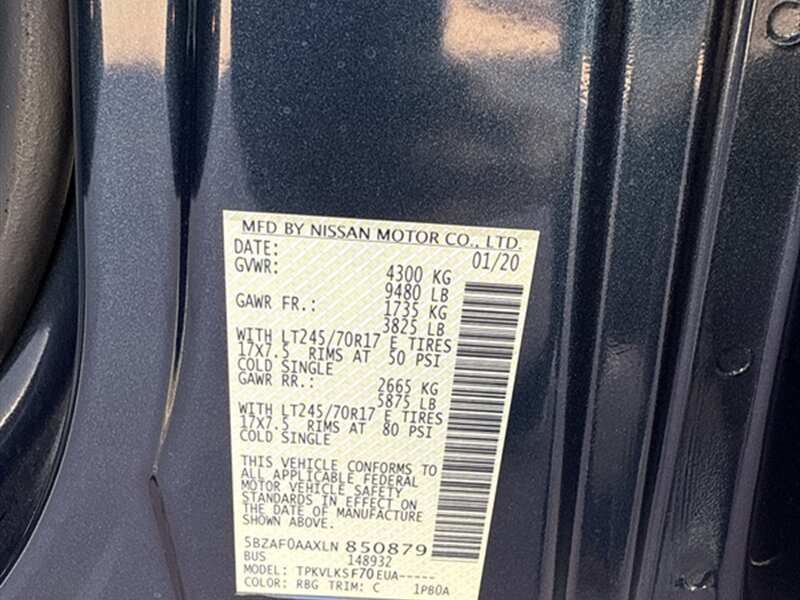 MFD BY NISSAN MOTOR CO., LTD.
DATE: 01/20
GVWR: 4300 KG
9480 LB
GAWR FR.: 1735 KG
3825 LB
WITH LT245/70R17 E TIRES
17X7.5 RIMS AT 50 PSI
COLD SINGLE
GAWR RR.: 2665 KG
5875 LB
WITH LT245/70R17 E TIRES
17X7.5 RIMS AT 80 PSI
COLD SINGLE
THIS VEHICLE CONFORMS TO
ALL APPLICABLE FEDERAL
MOTOR VEHICLE SAFETY
STANDARDS IN EFFECT ON
THE DATE OF MANUFACTURE
SHOWN ABOVE.
5BZAF0AAXLN 850879
BUS 148932
MODEL: TPKVLKSF70EUA-----
COLOR: RBG TRIM: C 1PB0A